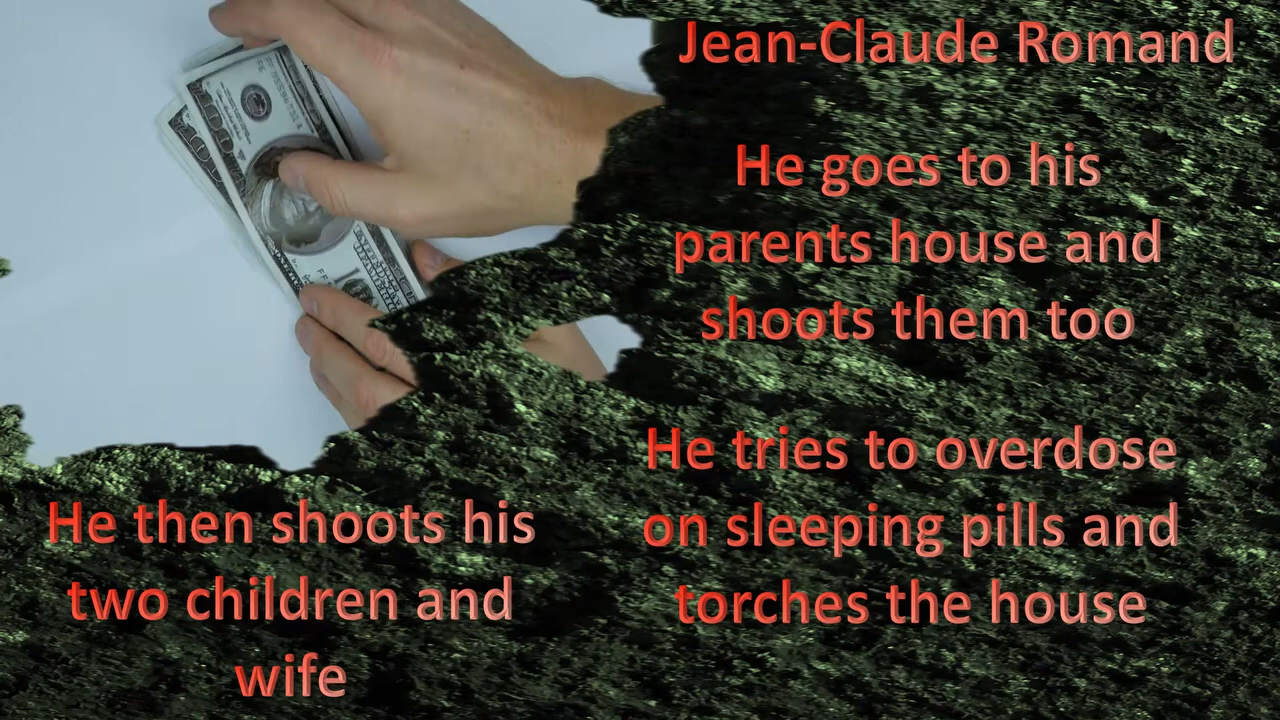 Jean-Claude Romand
He goes to his
parents house and
shoots them too
He tries to overdose
on sleeping pills and
torches the house
He then shoots his
two children and
wife